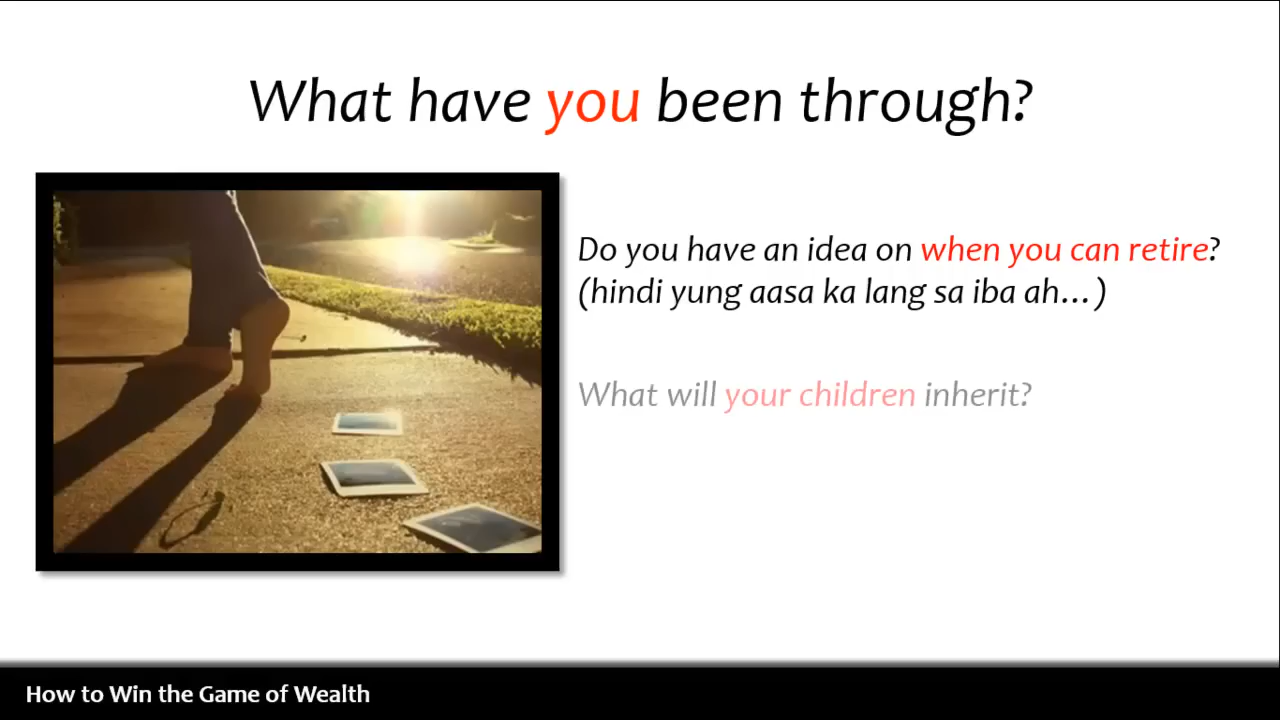 What have you been through?
Do you have an idea on when you can retire?
(hindi yung aasa ka lang sa iba ah...)
What will your children inherit?
How to Win the Game of Wealth